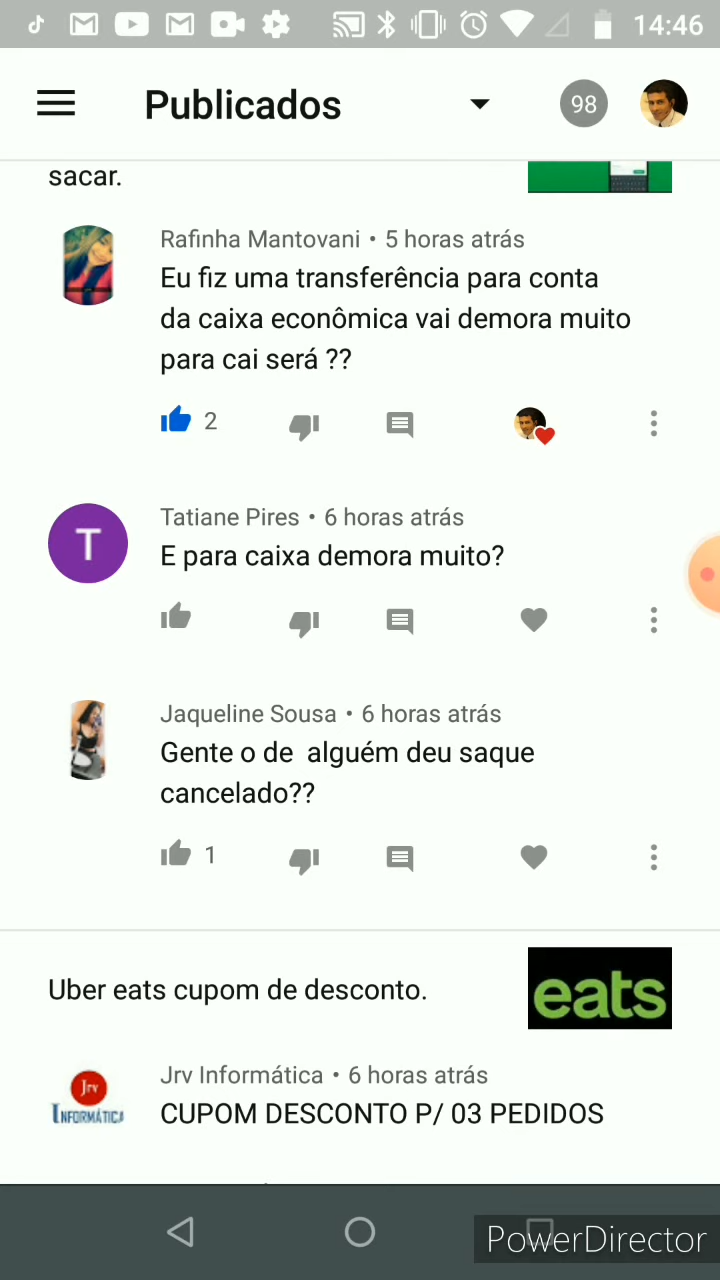 14:46
Publicados
98
sacar.
Rafinha Mantovani • 5 horas atrás
Eu fiz uma transferência para conta
da caixa econômica vai demora muito
para cai será ??
2
T
Tatiane Pires • 6 horas atrás
E para caixa demora muito?
Jaqueline Sousa • 6 horas atrás
Gente o de alguém deu saque
cancelado??
1
Uber eats cupom de desconto.
eats
Jrv
INFORMÁTICA
Jrv Informática • 6 horas atrás
CUPOM DESCONTO P/ 03 PEDIDOS
PowerDirector